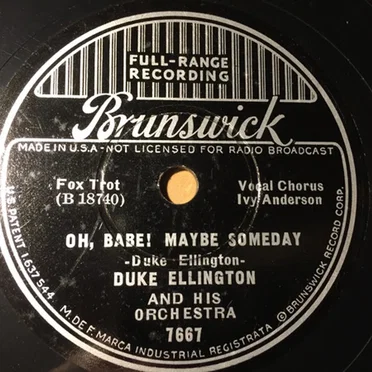 FULL-RANGE
RECORDING
Brunswick
MADE IN U.S.A - NOT LICENSED FOR RADIO BROADCAST
Fox Trot
(B 18740)
Vocal Chorus
Ivy Anderson
OH, BABE! MAYBE SOMEDAY
-Duke Ellington-
DUKE ELLINGTON
AND HIS
ORCHESTRA
7667
U.S. PATENT 1,637,544
M. DE F. MARCA INDUSTRIAL REGISTRATA
© BRUNSWICK RECORD CORP.